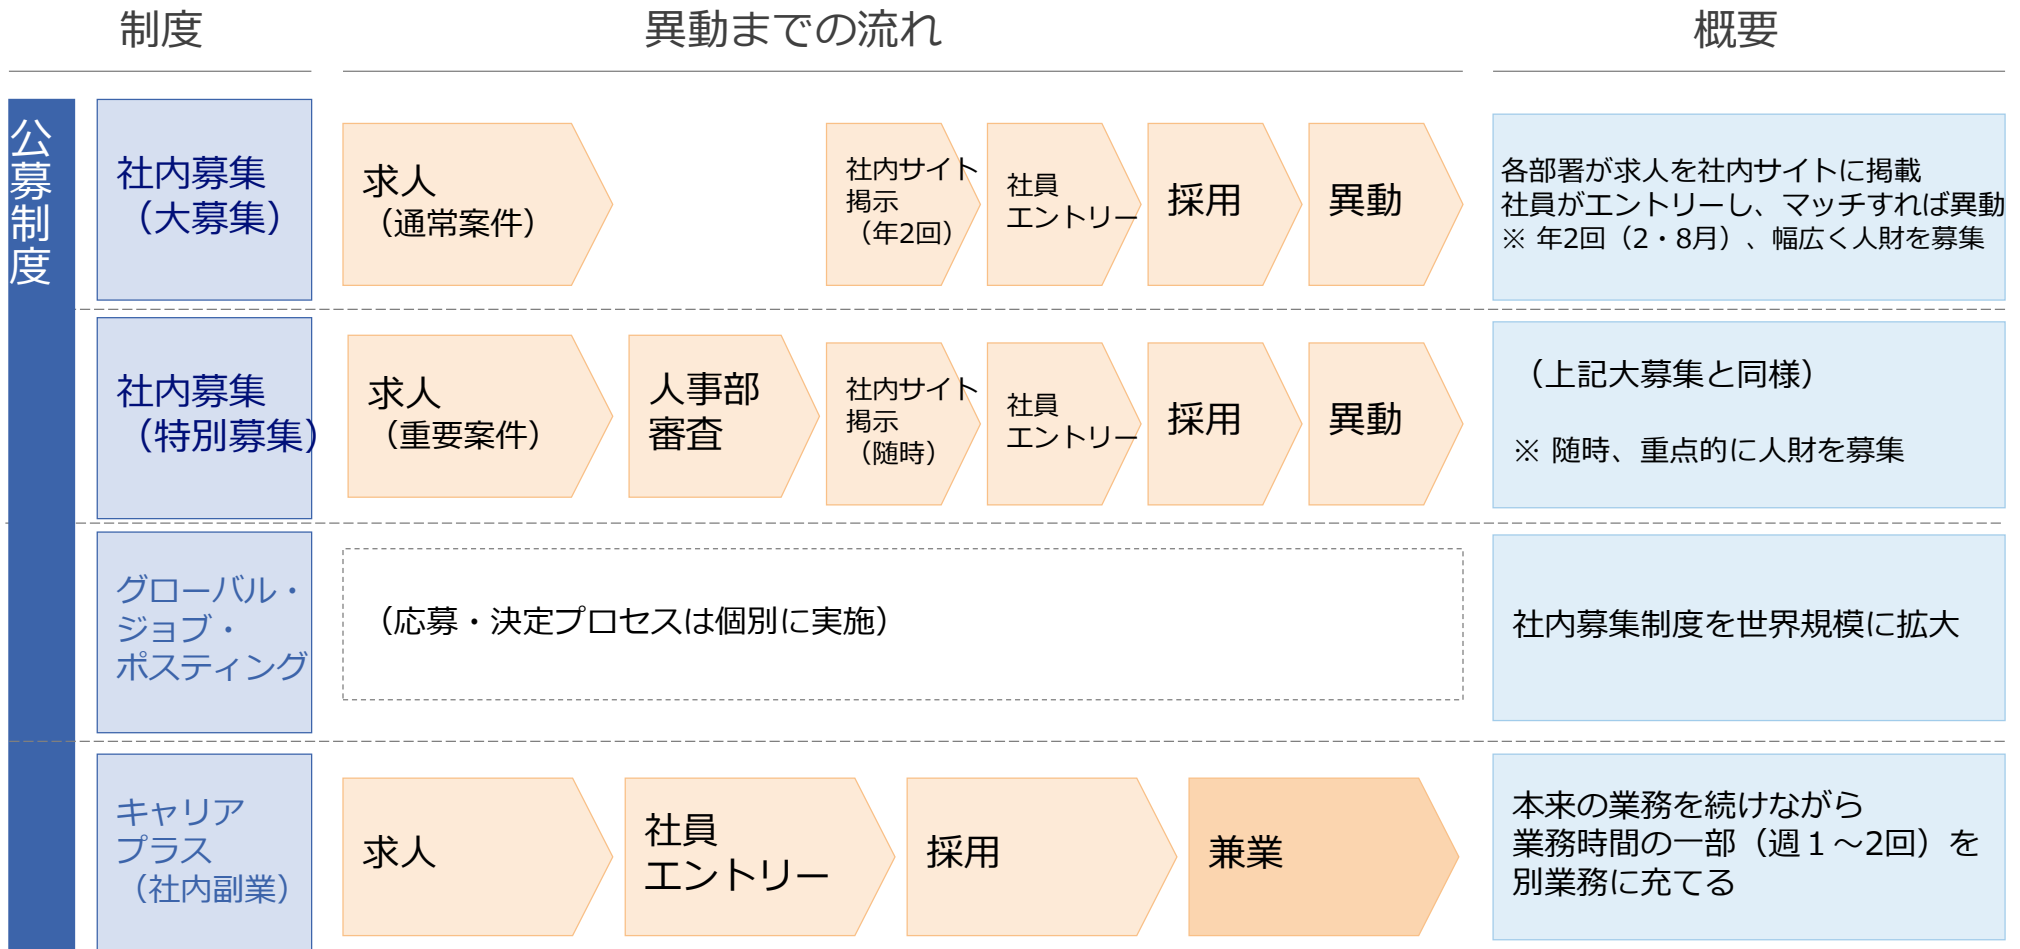 制度
異動までの流れ
概要
公募制度
社内募集
（大募集）
求人
（通常案件）
社内サイト
掲示
（年2回）
社員
エントリー
採用
異動
各部署が求人を社内サイトに掲載
社員がエントリーし、マッチすれば異動
※ 年2回（2・8月）、幅広く人財を募集
社内募集
（特別募集）
求人
（重要案件）
人事部
審査
社内サイト
掲示
（随時）
社員
エントリー
採用
異動
（上記大募集と同様）
※ 随時、重点的に人財を募集
グローバル・
ジョブ・
ポスティング
（応募・決定プロセスは個別に実施）
社内募集制度を世界規模に拡大
キャリア
プラス
（社内副業）
求人
社員
エントリー
採用
兼業
本来の業務を続けながら
業務時間の一部（週１～2回）を
別業務に充てる